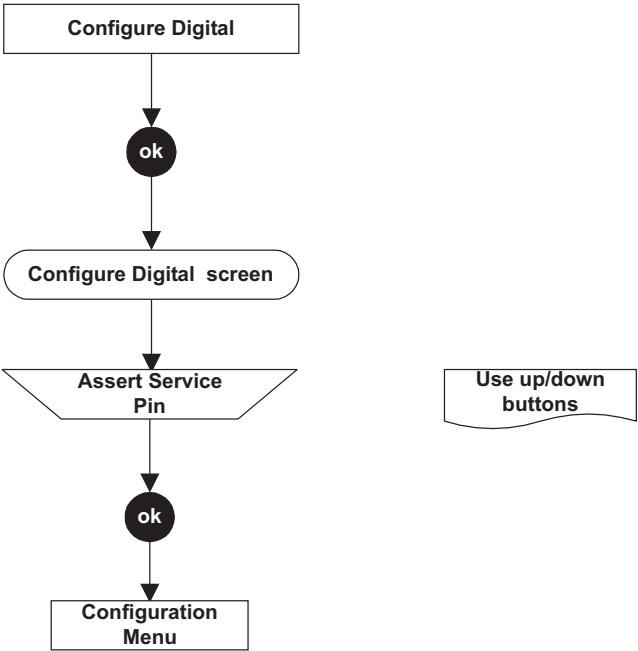 Configure Digital
ok
Configure Digital screen
Assert Service
Pin
Use up/down
buttons
ok
Configuration
Menu